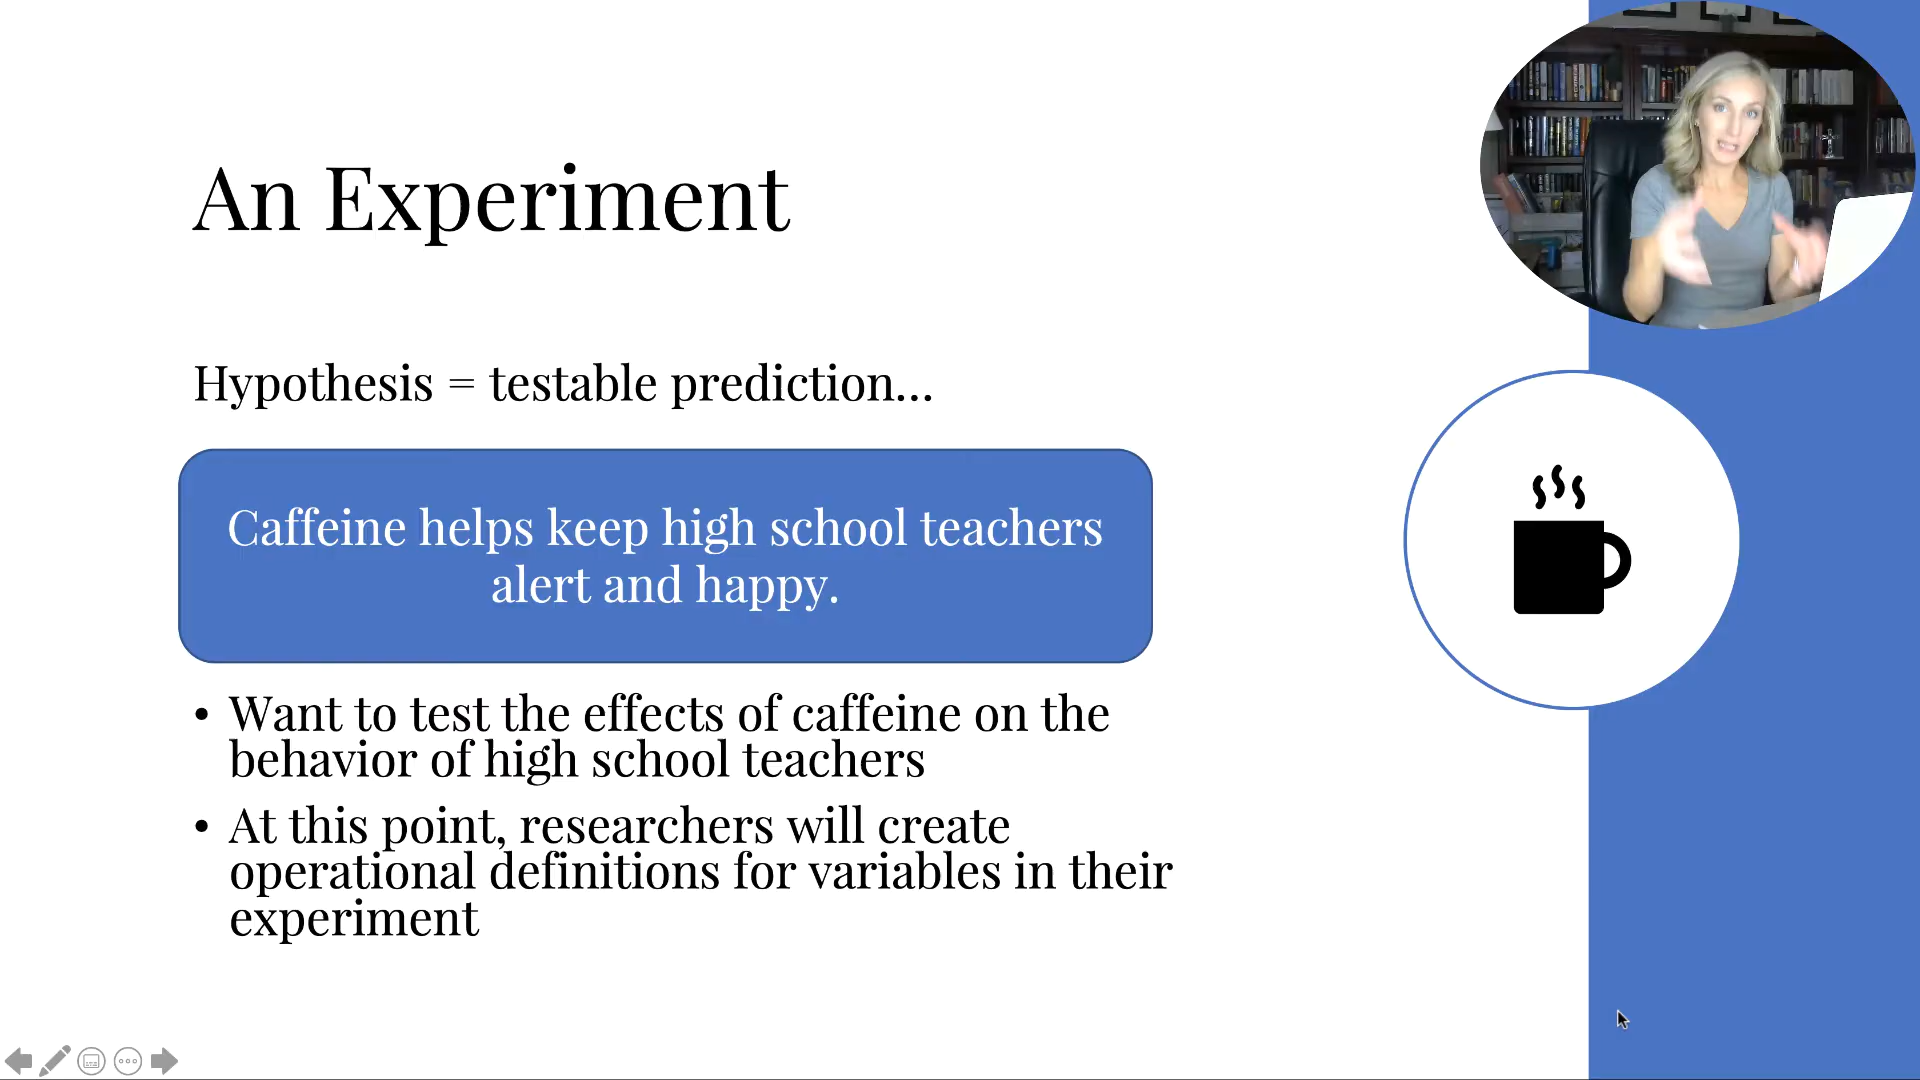 An Experiment
Hypothesis = testable prediction...
Caffeine helps keep high school teachers
alert and happy.
• Want to test the effects of caffeine on the
behavior of high school teachers
• At this point, researchers will create
operational definitions for variables in their
experiment